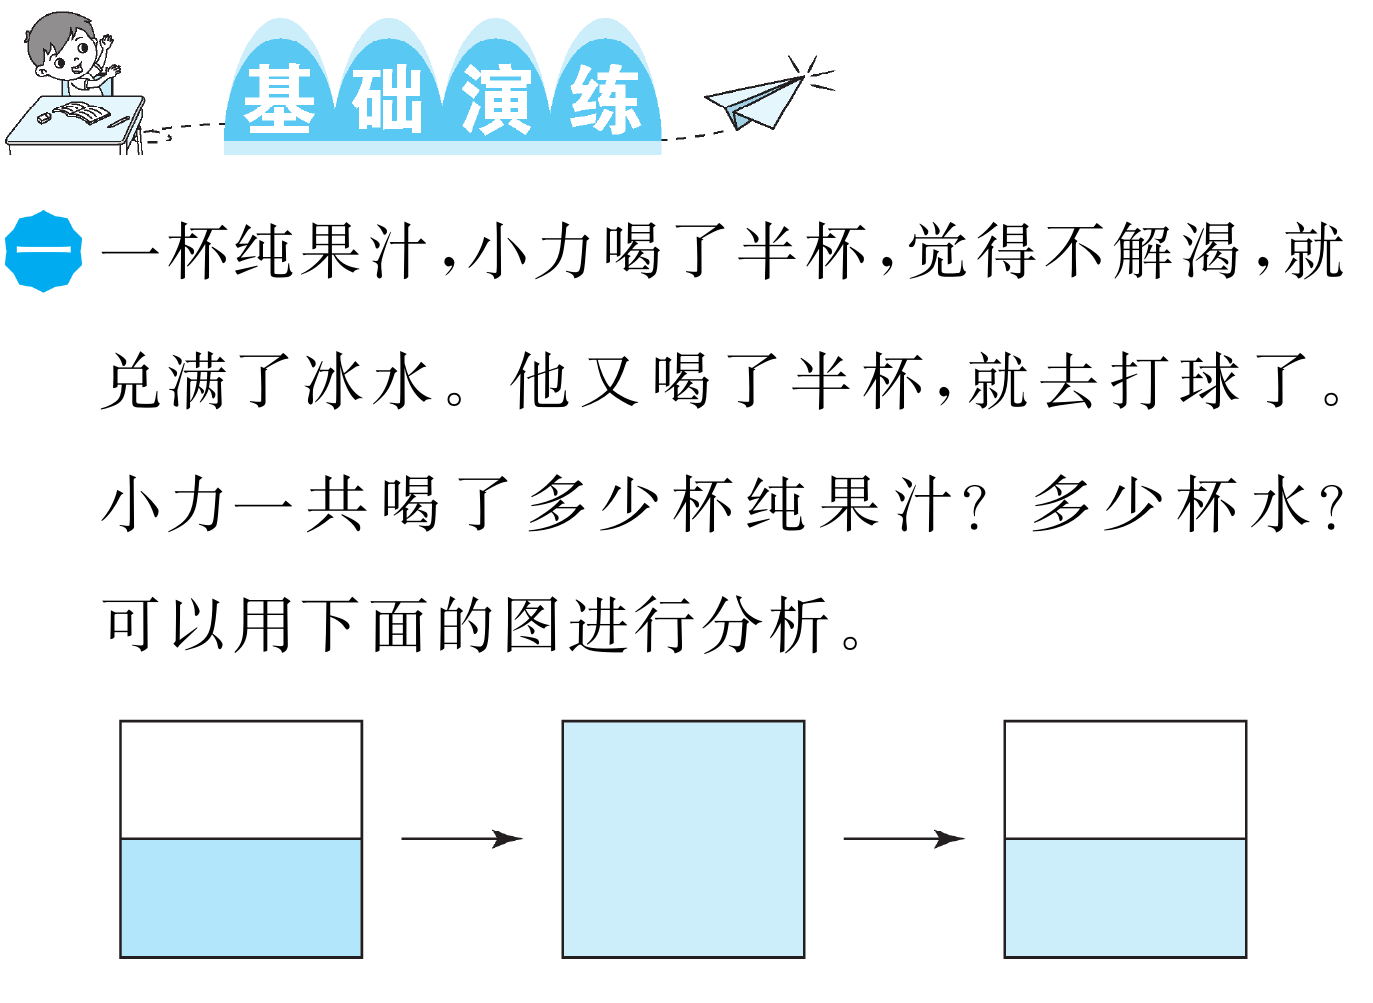 基础演练
一 一杯纯果汁,小力喝了半杯,觉得不解渴,就
兑满了冰水。他又喝了半杯,就去打球了。
小力一共喝了多少杯纯果汁? 多少杯水?
可以用下面的图进行分析。